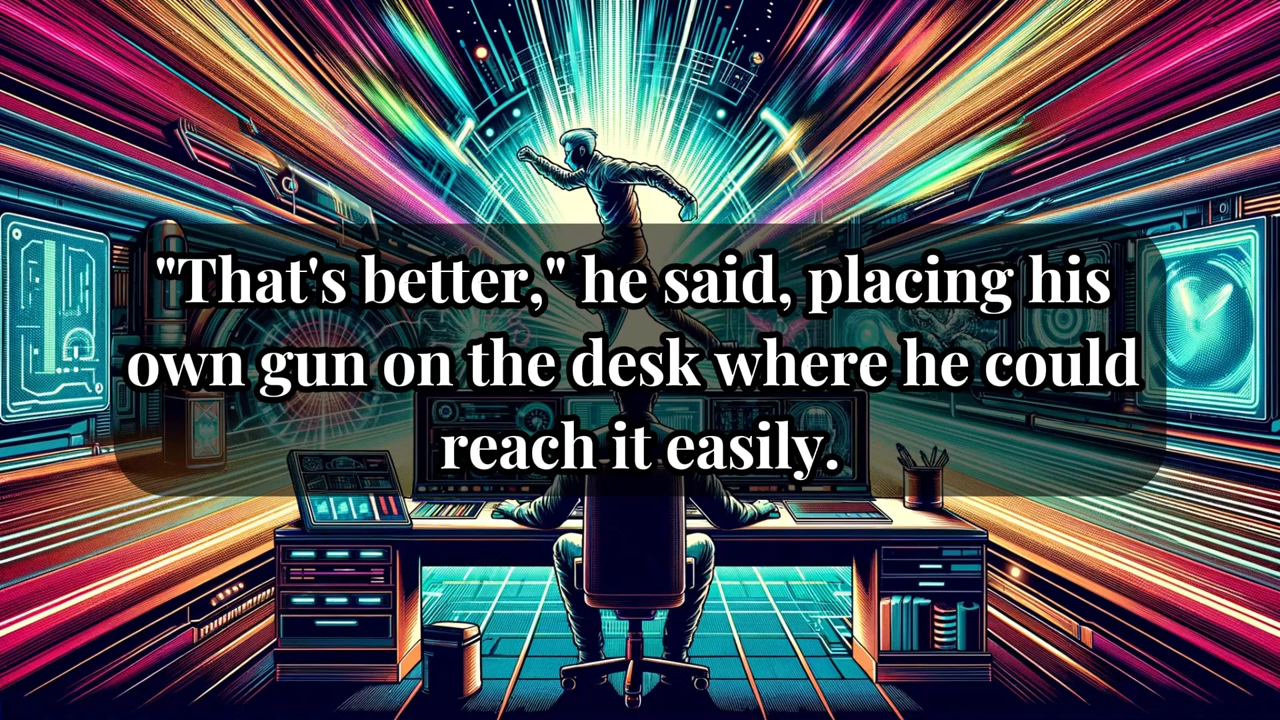 "That's better," he said, placing his
own gun on the desk where he could
reach it easily.